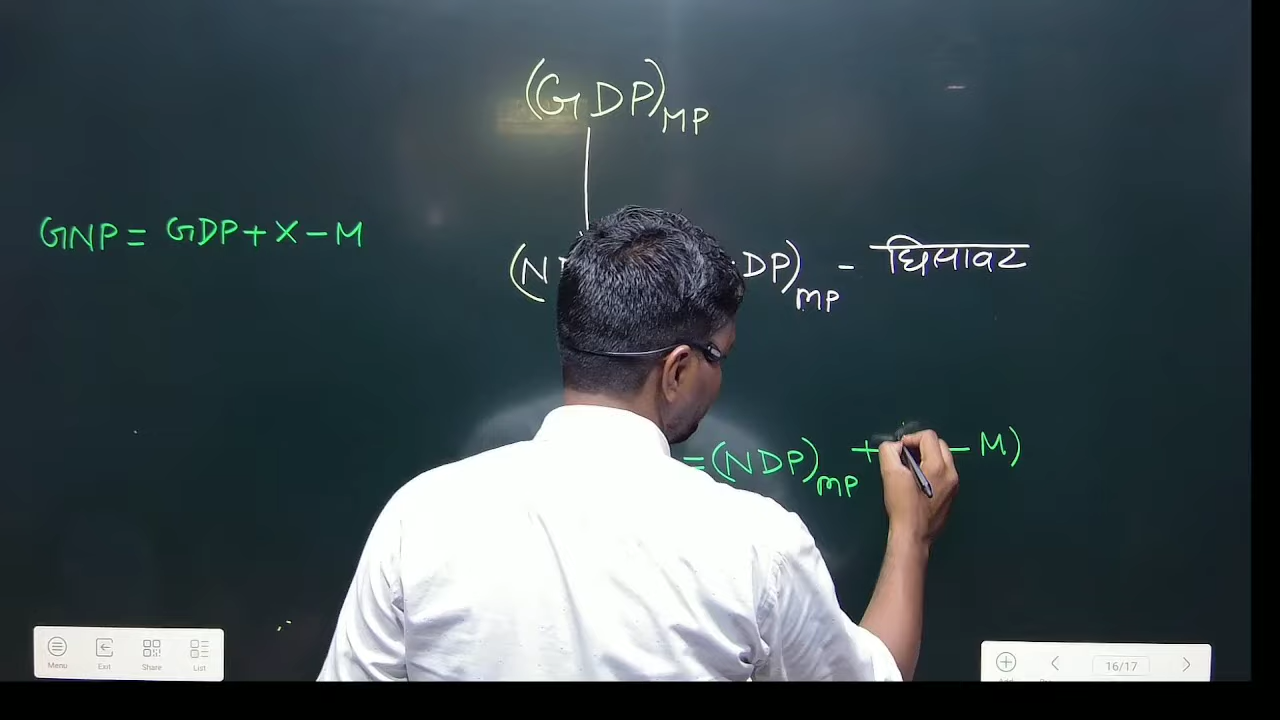 (GDP)MP
GNP = GDP + X - M
(N DP)MP - घिसावट
= (NDP)MP + - M)
Menu Exit Share List
16/17